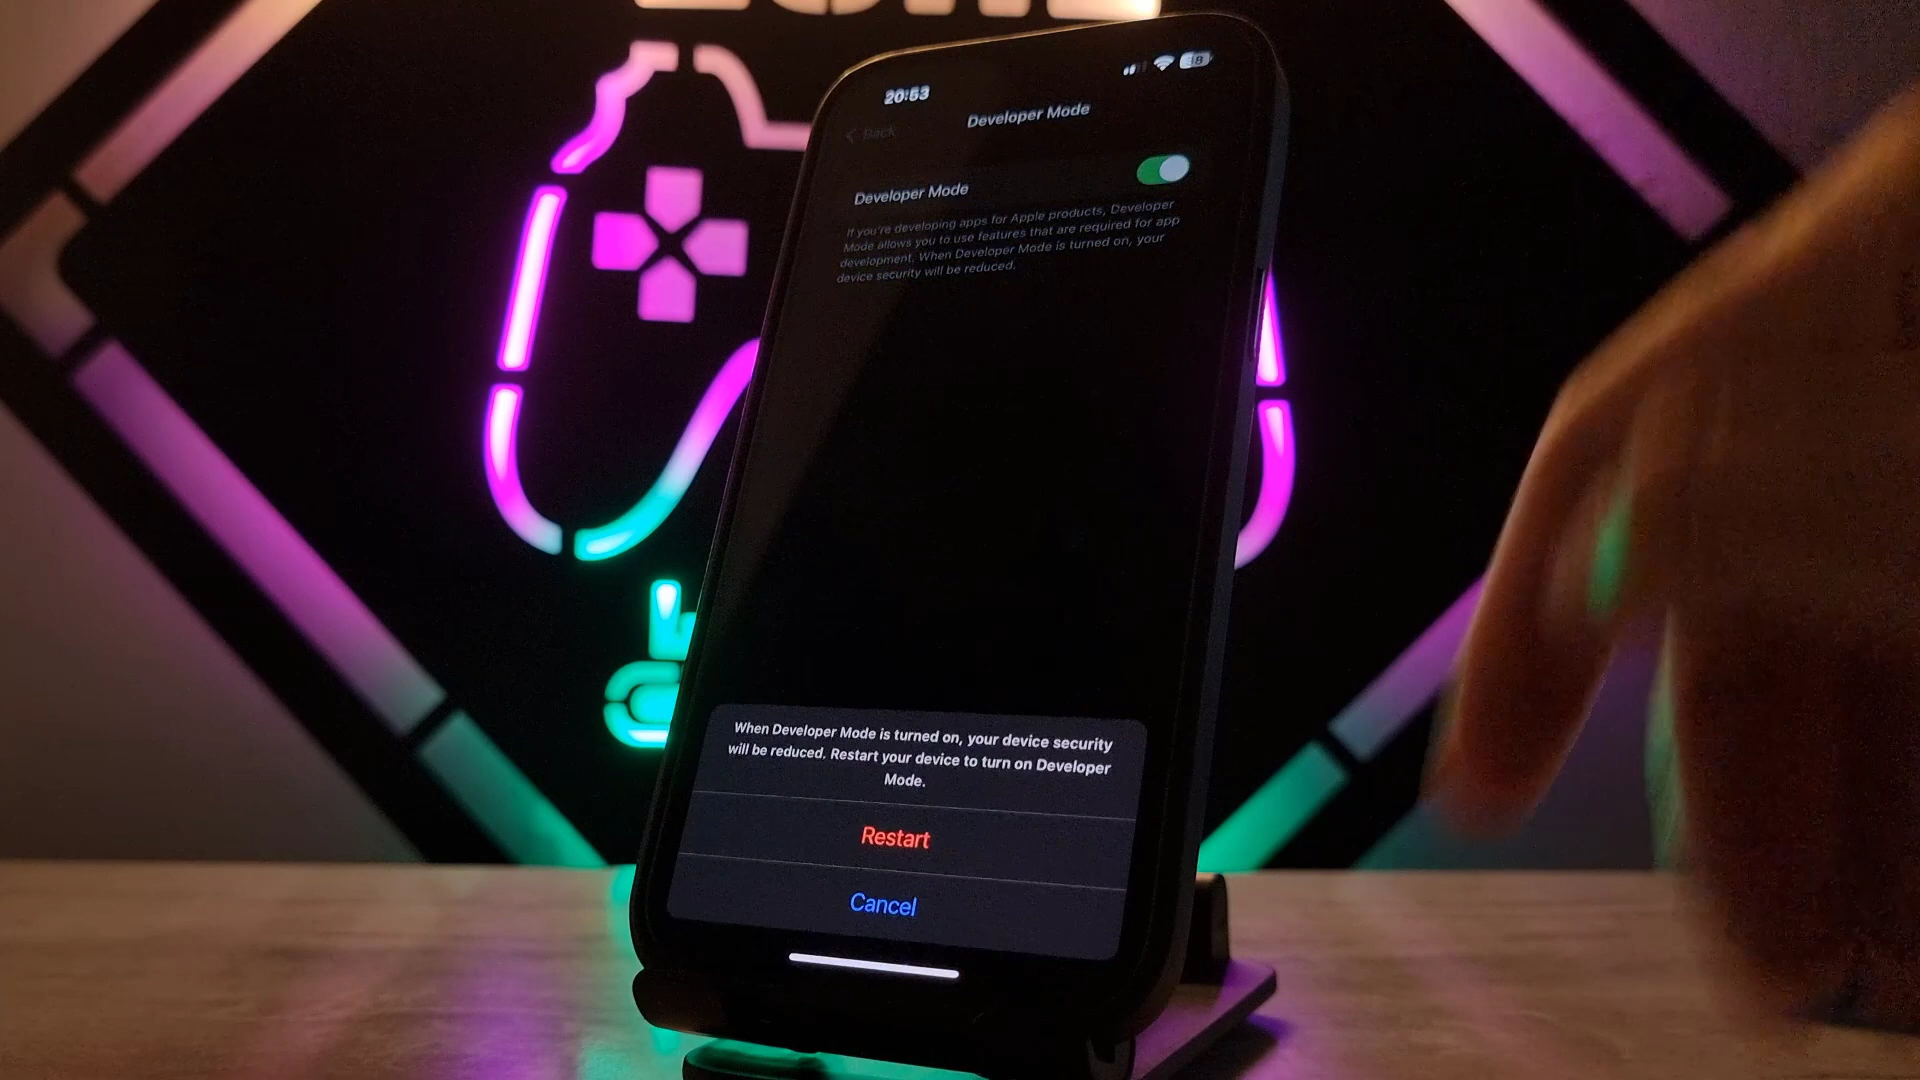 20:53
38
Back
Developer Mode
Developer Mode
If you're developing apps for Apple products, Developer
Mode allows you to use features that are required for app
development. When Developer Mode is turned on, your
device security will be reduced.
When Developer Mode is turned on, your device security
will be reduced. Restart your device to turn on Developer
Mode.
Restart
Cancel